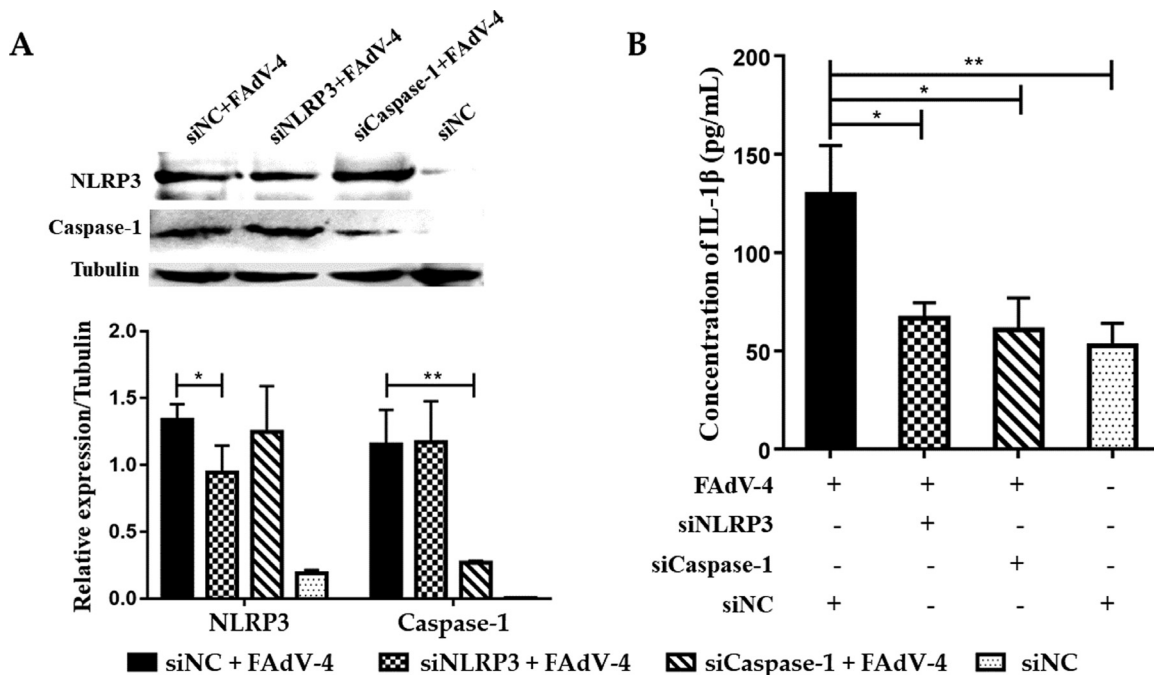 A
siNC+FAdV-4
siNLRP3+FAdV-4
siCaspase-1+FAdV-4
siNC
NLRP3
Caspase-1
Tubulin
Relative expression/Tubulin
2.0
1.5
1.0
0.5
0.0
*
**
NLRP3
Caspase-1
B
Concentration of IL-1β (pg/mL)
200
150
100
50
0
**
*
*
FAdV-4 + + + -
siNLRP3 - + - -
siCaspase-1 - - + -
siNC + - - +
siNC + FAdV-4 siNLRP3 + FAdV-4 siCaspase-1 + FAdV-4 siNC